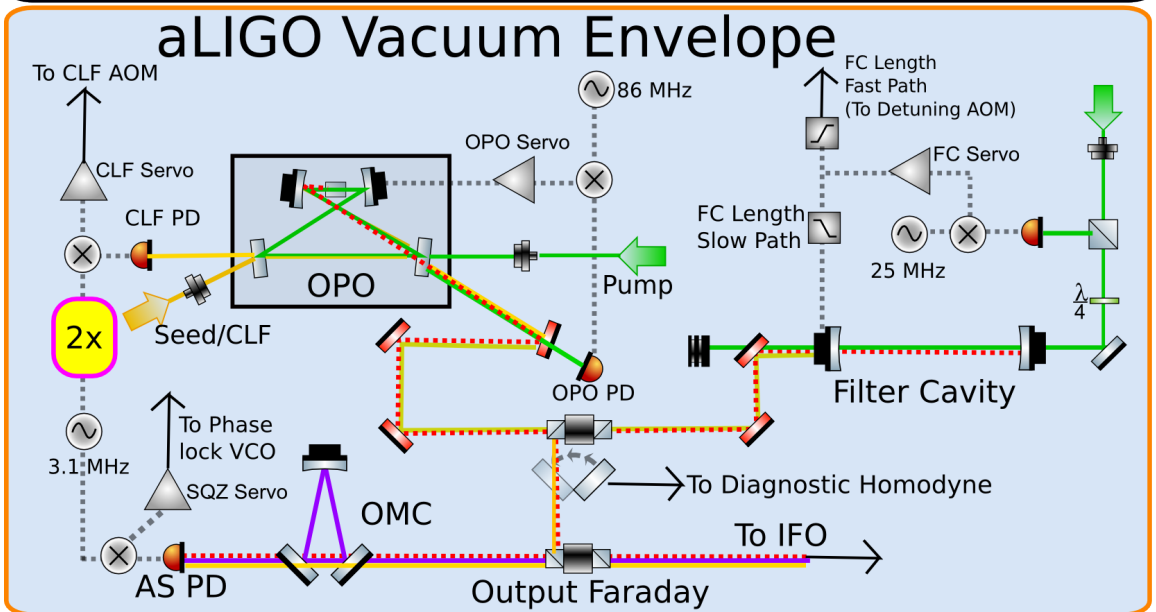 aLIGO Vacuum Envelope
To CLF AOM
86 MHz
FC Length
Fast Path
(To Detuning AOM)
CLF Servo
OPO Servo
FC Servo
CLF PD
FC Length
Slow Path
25 MHz
OPO
Pump
λ
4
2x
Seed/CLF
OPO PD
Filter Cavity
3.1 MHz
To Phase
lock VCO
SQZ Servo
OMC
To Diagnostic Homodyne
To IFO
AS PD
Output Faraday